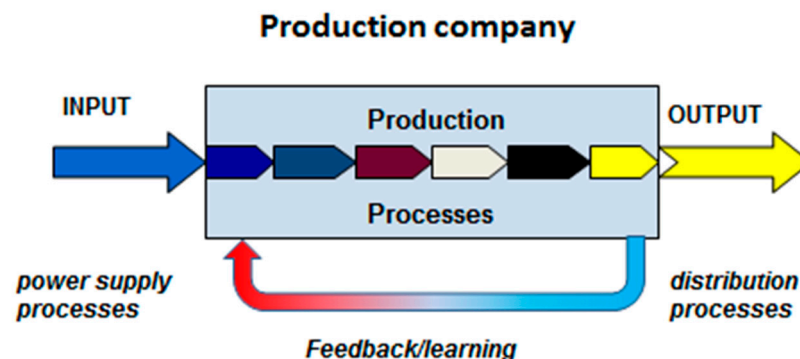 Production company
INPUT
Production
OUTPUT
Processes
power supply
processes
distribution
processes
Feedback/learning